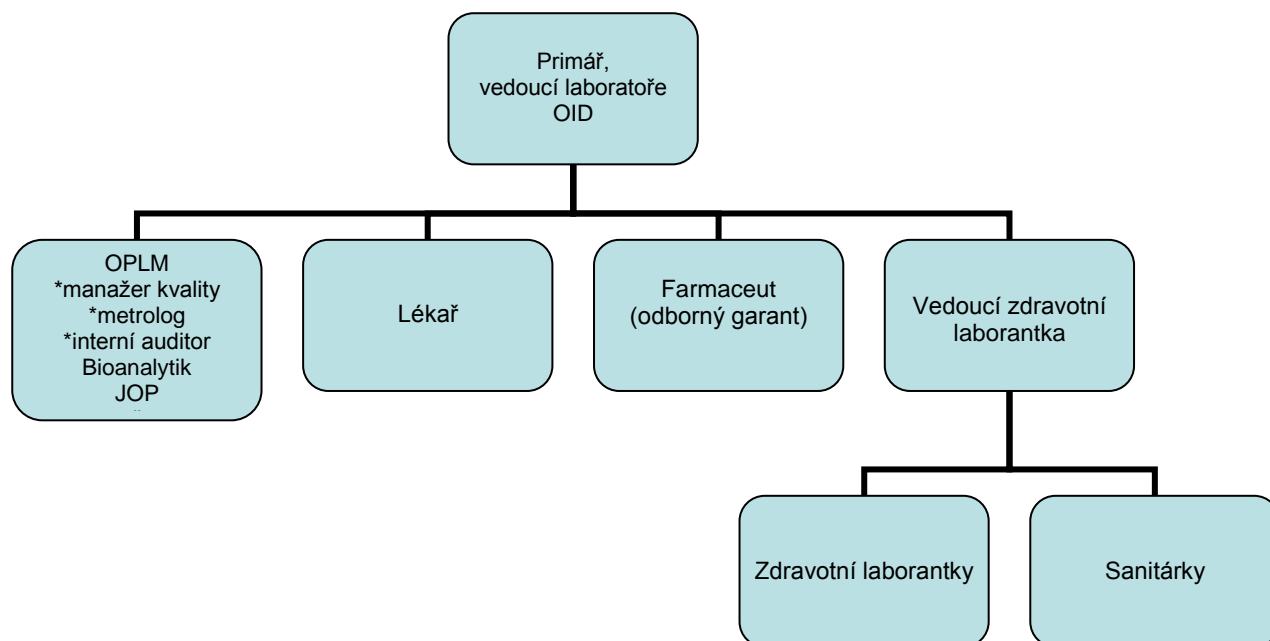 Primář,
vedoucí laboratoře
OID
OPLM
*manažer kvality
*metrolog
*interní auditor
Bioanalytik
JOP
Lékař
Farmaceut
(odborný garant)
Vedoucí zdravotní
laborantka
Zdravotní laborantky
Sanitárky